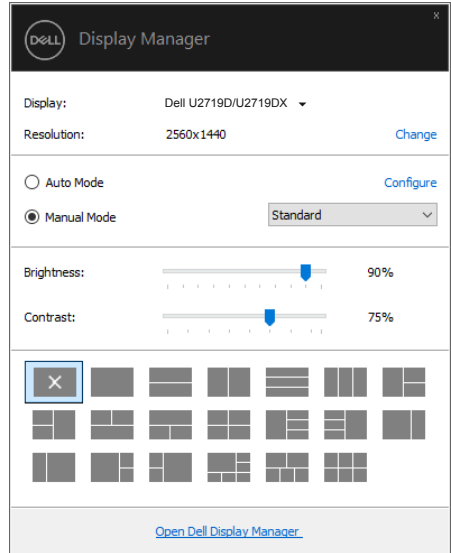 x
DELL Display Manager
Display: Dell U2719D/U2719DX
Resolution: 2560x1440 Change
Auto Mode Configure
Manual Mode Standard
Brightness: 90%
Contrast: 75%
Open Dell Display Manager